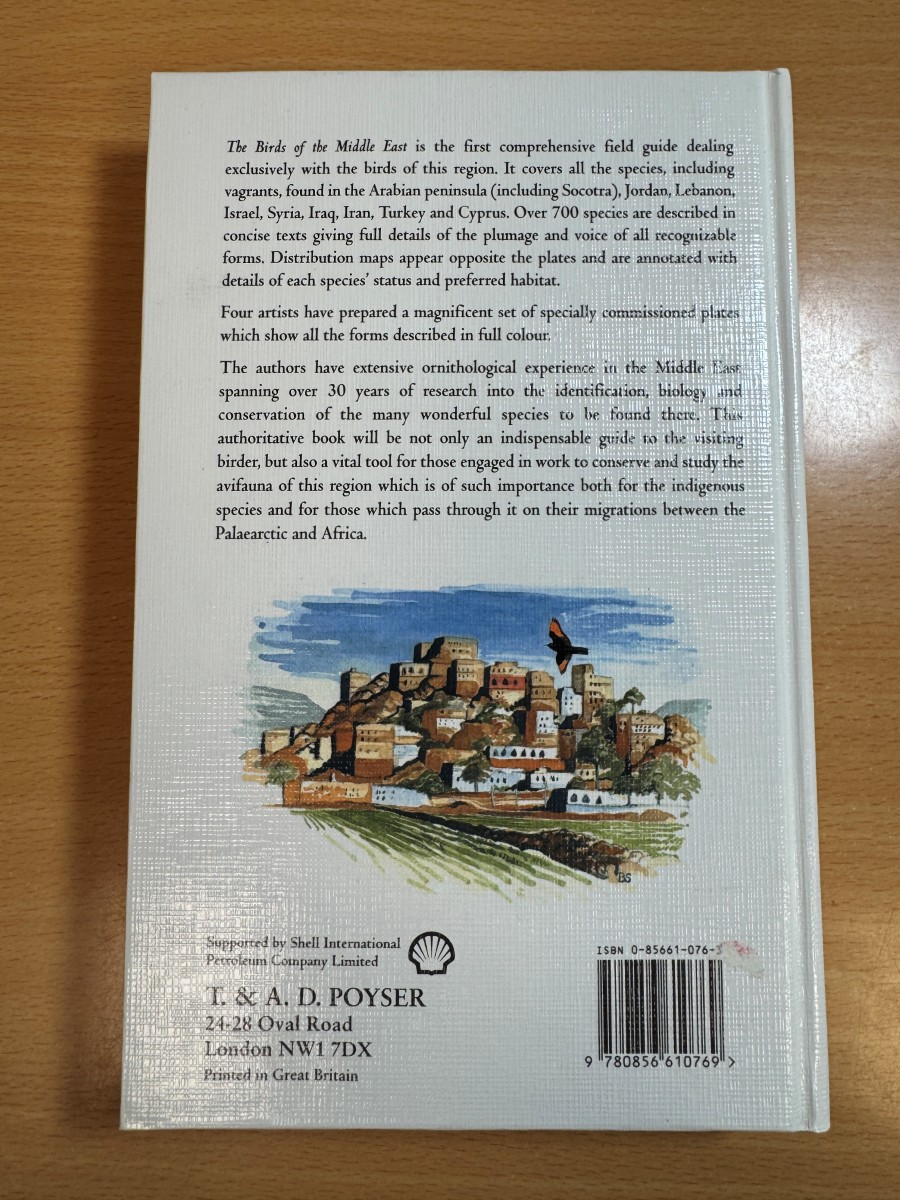 The Birds of the Middle East is the first comprehensive field guide dealing
exclusively with the birds of this region. It covers all the species, including
vagrants, found in the Arabian peninsula (including Socotra), Jordan, Lebanon,
Israel, Syria, Iraq, Iran, Turkey and Cyprus. Over 700 species are described in
concise texts giving full details of the plumage and voice of all recognizable
forms. Distribution maps appear opposite the plates and are annotated with
details of each species' status and preferred habitat.
Four artists have prepared a magnificent set of specially commissioned plates
which show all the forms described in full colour.
The authors have extensive ornithological experience in the Middle East
spanning over 30 years of research into the identification, biology and
conservation of the many wonderful species to be found there. This
authoritative book will be not only an indispensable guide to the visiting
birder, but also a vital tool for those engaged in work to conserve and study the
avifauna of this region which is of such importance both for the indigenous
species and for those which pass through it on their migrations between the
Palaearctic and Africa.
BS
Supported by Shell International
Petroleum Company Limited
T. & A. D. POYSER
24-28 Oval Road
London NW1 7DX
Printed in Great Britain
ISBN 0-85661-076-
9 780856 610769 >